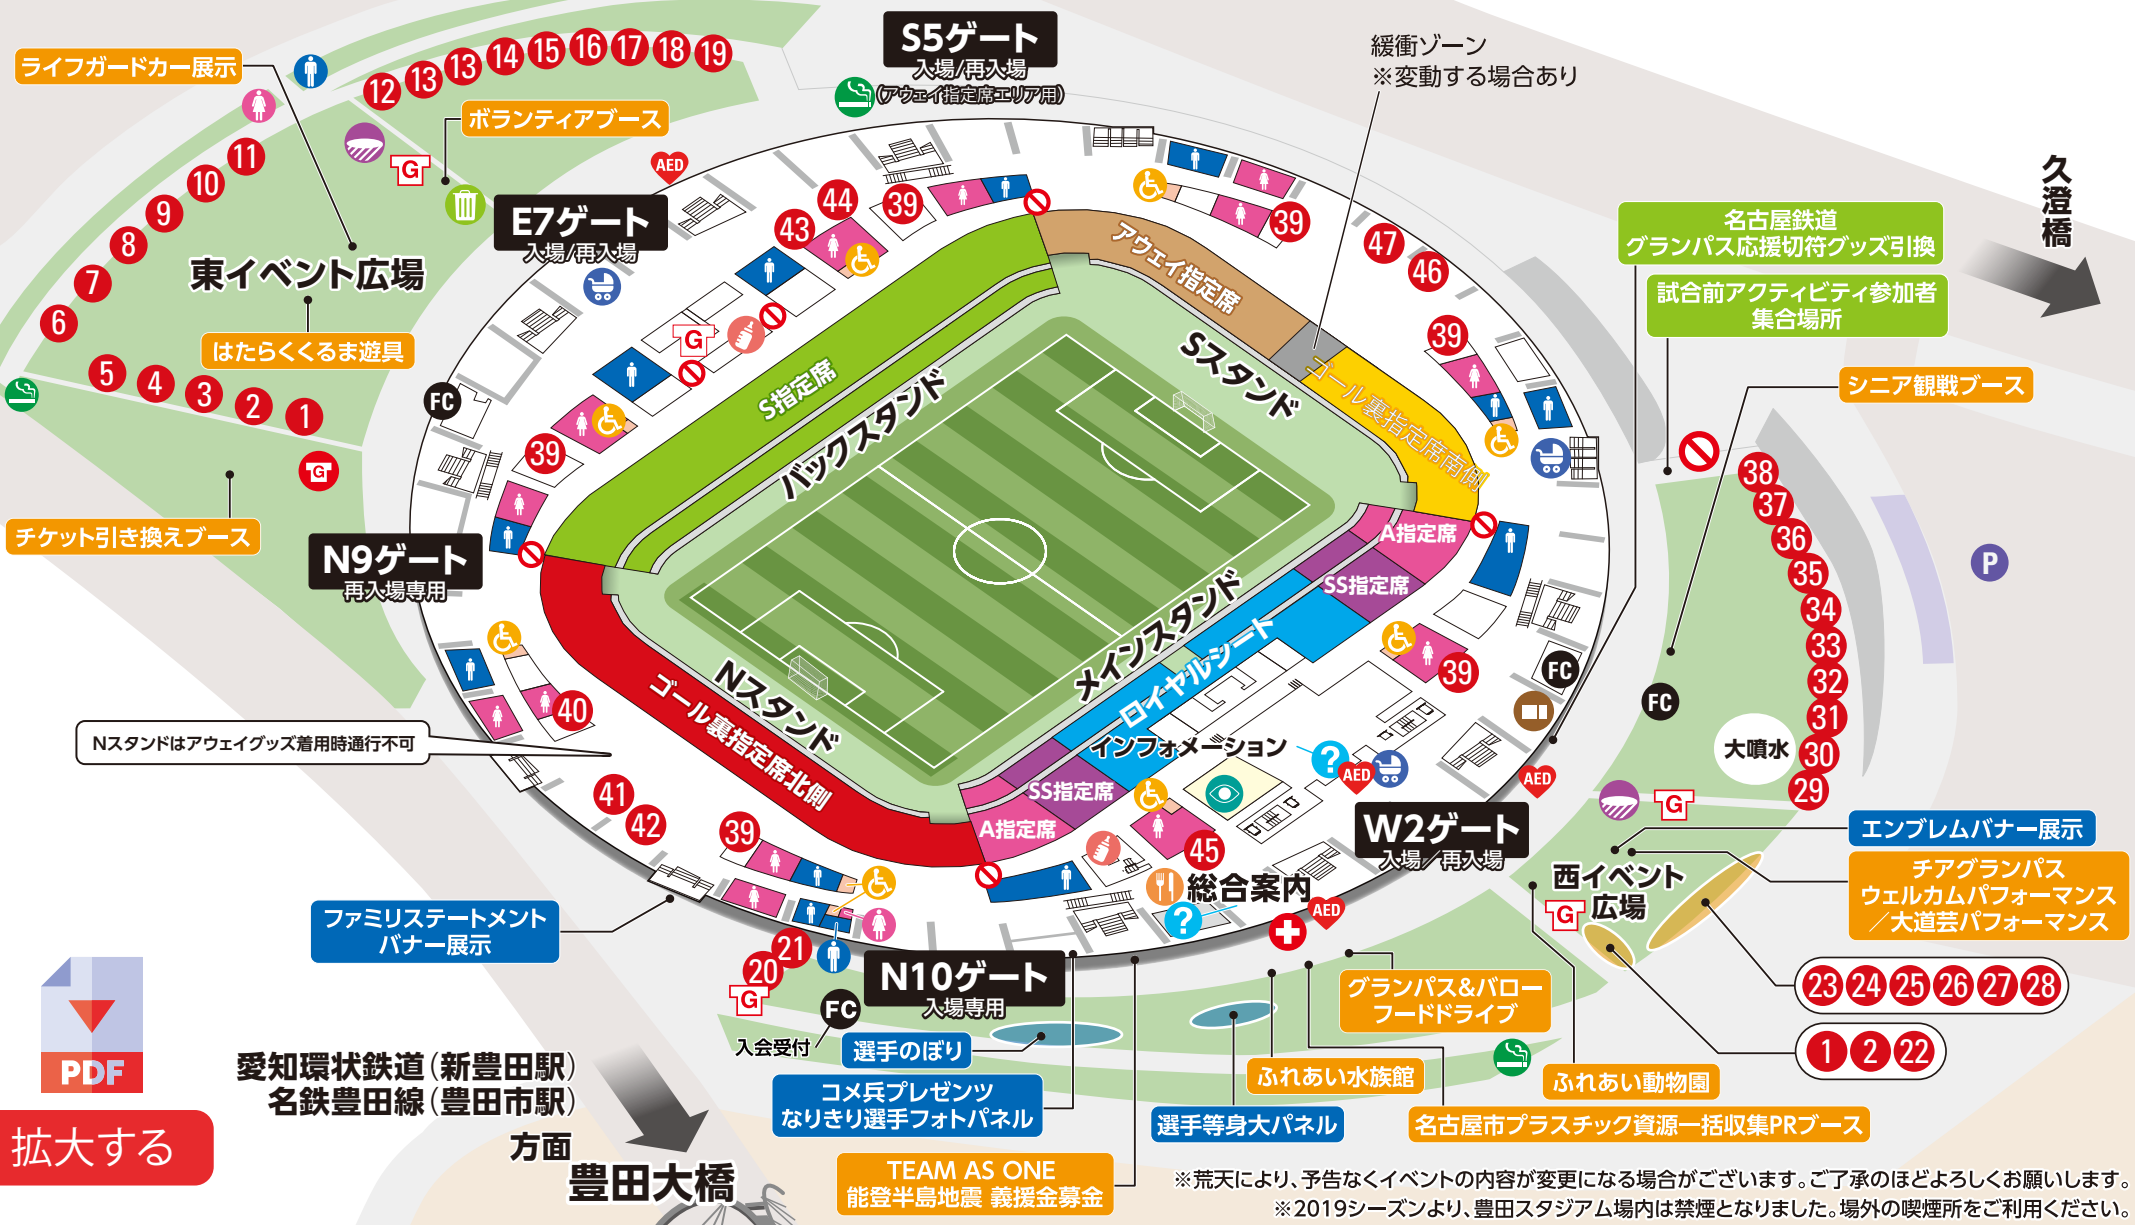 S5ゲート
入場/再入場
(アウェイ指定席エリア用)
緩衝ゾーン
※変動する場合あり
ライフガードカー展示
12
13
13
14
15
16
17
18
19
ボランティアブース
G
AED
11
10
9
8
7
6
東イベント広場
はたらくくるま遊具
5
4
3
2
1
G
チケット引き換えブース
E7ゲート
入場/再入場
44
43
39
39
47
46
39
久澄橋
名古屋鉄道
グランパス応援切符グッズ引換
試合前アクティビティ参加者
集合場所
シニア観戦ブース
アウェイ指定席
Sスタンド
ゴール裏指定席南側
S指定席
バックスタンド
G
FC
39
N9ゲート
再入場専用
A指定席
SS指定席
メインスタンド
ロイヤルシート
Nスタンド
ゴール裏指定席北側
SS指定席
A指定席
39
FC
FC
P
38
37
36
35
34
33
32
31
30
29
大噴水
40
Nスタンドはアウェイグッズ着用時通行不可
41
42
39
インフォメーション
?
AED
AED
W2ゲート
入場/再入場
45
総合案内
?
AED
G
エンブレムバナー展示
西イベント
広場
G
チアグランパス
ウェルカムパフォーマンス
/大道芸パフォーマンス
23 24 25 26 27 28
1 2 22
ファミリステートメント
バナー展示
21
20
G
N10ゲート
入場専用
FC
入会受付
選手のぼり
コメ兵プレゼンツ
なりきり選手フォトパネル
グランパス&バロー
フードドライブ
ふれあい水族館
ふれあい動物園
選手等身大パネル
名古屋市プラスチック資源一括収集PRブース
TEAM AS ONE
能登半島地震 義援金募金
PDF
拡大する
愛知環状鉄道(新豊田駅)
名鉄豊田線(豊田市駅)
方面
豊田大橋
※荒天により、予告なくイベントの内容が変更になる場合がございます。ご了承のほどよろしくお願いします。
※2019シーズンより、豊田スタジアム場内は禁煙となりました。場外の喫煙所をご利用ください。